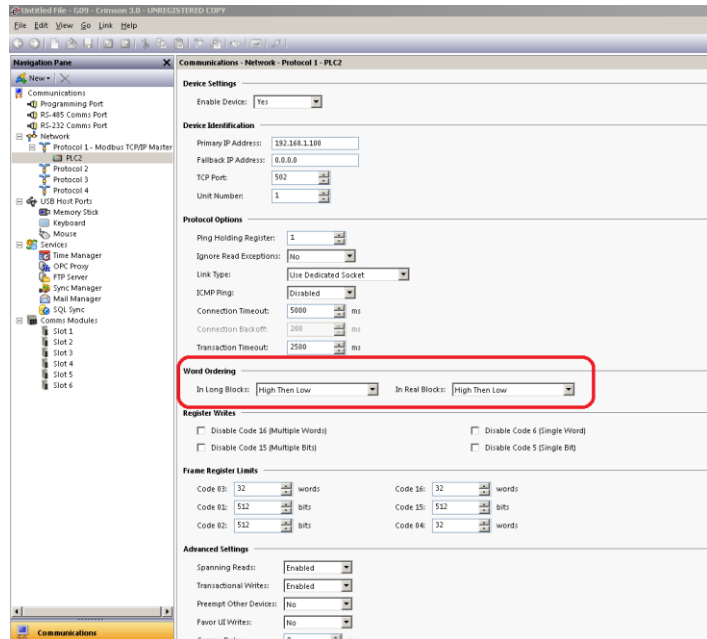 Untitled File - G09 - Crimson 3.0 - UNREGISTERED COPY
File Edit View Go Link Help
Navigation Pane
New
Communications
Programming Port
RS-485 Comms Port
RS-232 Comms Port
Network
Protocol 1 - Modbus TCP/IP Master
PLC2
Protocol 2
Protocol 3
Protocol 4
USB Host Ports
Memory Stick
Keyboard
Mouse
Services
Time Manager
OPC Proxy
FTP Server
Sync Manager
Mail Manager
SQL Sync
Comms Modules
Slot 1
Slot 2
Slot 3
Slot 4
Slot 5
Slot 6
Communications
Communications - Network - Protocol 1 - PLC2
Device Settings
Enable Device: Yes
Device Identification
Primary IP Address: 192.168.1.100
Fallback IP Address: 0.0.0.0
TCP Port: 502
Unit Number: 1
Protocol Options
Ping Holding Register: 1
Ignore Read Exceptions: No
Link Type: Use Dedicated Socket
ICMP Ping: Disabled
Connection Timeout: 5000 ms
Connection Backoff: 200 ms
Transaction Timeout: 2500 ms
Word Ordering
In Long Blocks: High Then Low In Real Blocks: High Then Low
Register Writes
Disable Code 16 (Multiple Words) Disable Code 6 (Single Word)
Disable Code 15 (Multiple Bits) Disable Code 5 (Single Bit)
Frame Register Limits
Code 03: 32 words Code 16: 32 words
Code 01: 512 bits Code 15: 512 bits
Code 02: 512 bits Code 04: 32 words
Advanced Settings
Spanning Reads: Enabled
Transactional Writes: Enabled
Preempt Other Devices: No
Favor UI Writes: No